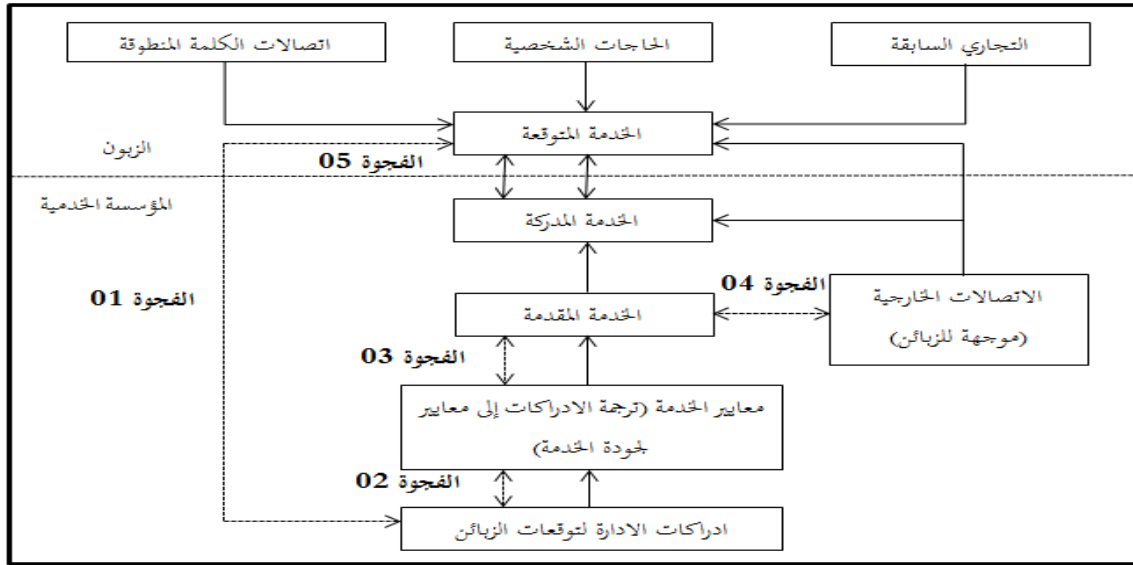 التجاري السابقة
الحاجات الشخصية
اتصالات الكلمة المنطوقة
الخدمة المتوقعة
الزبون
الفجوة 05
المؤسسة الخدمية
الخدمة المدركة
الفجوة 01
الفجوة 04
الاتصالات الخارجية
(موجهة للزبائن)
الخدمة المقدمة
الفجوة 03
معايير الخدمة (ترجمة الادراكات إلى معايير
لجودة الخدمة)
الفجوة 02
ادراكات الادارة لتوقعات الزبائن